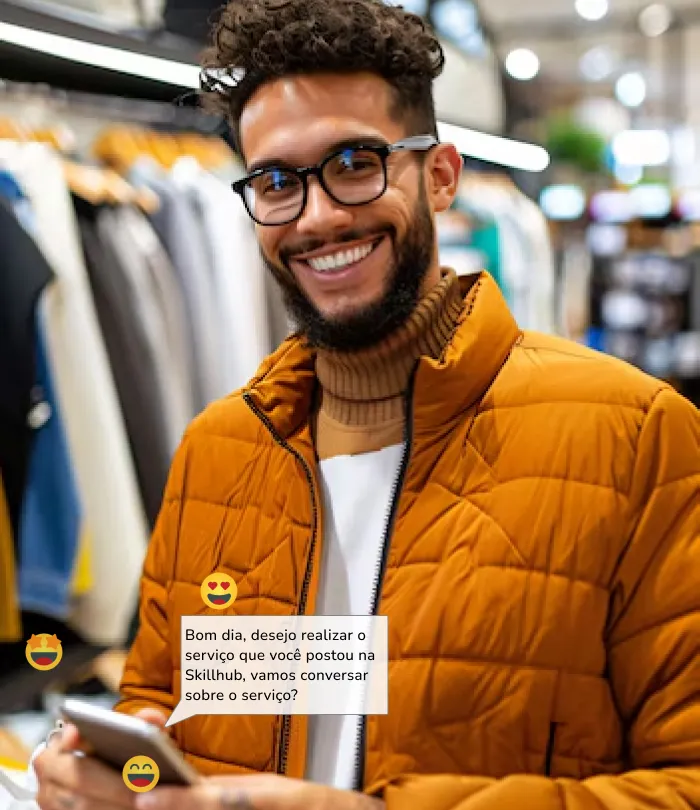 Bom dia, desejo realizar o
serviço que você postou na
Skillhub, vamos conversar
sobre o serviço?